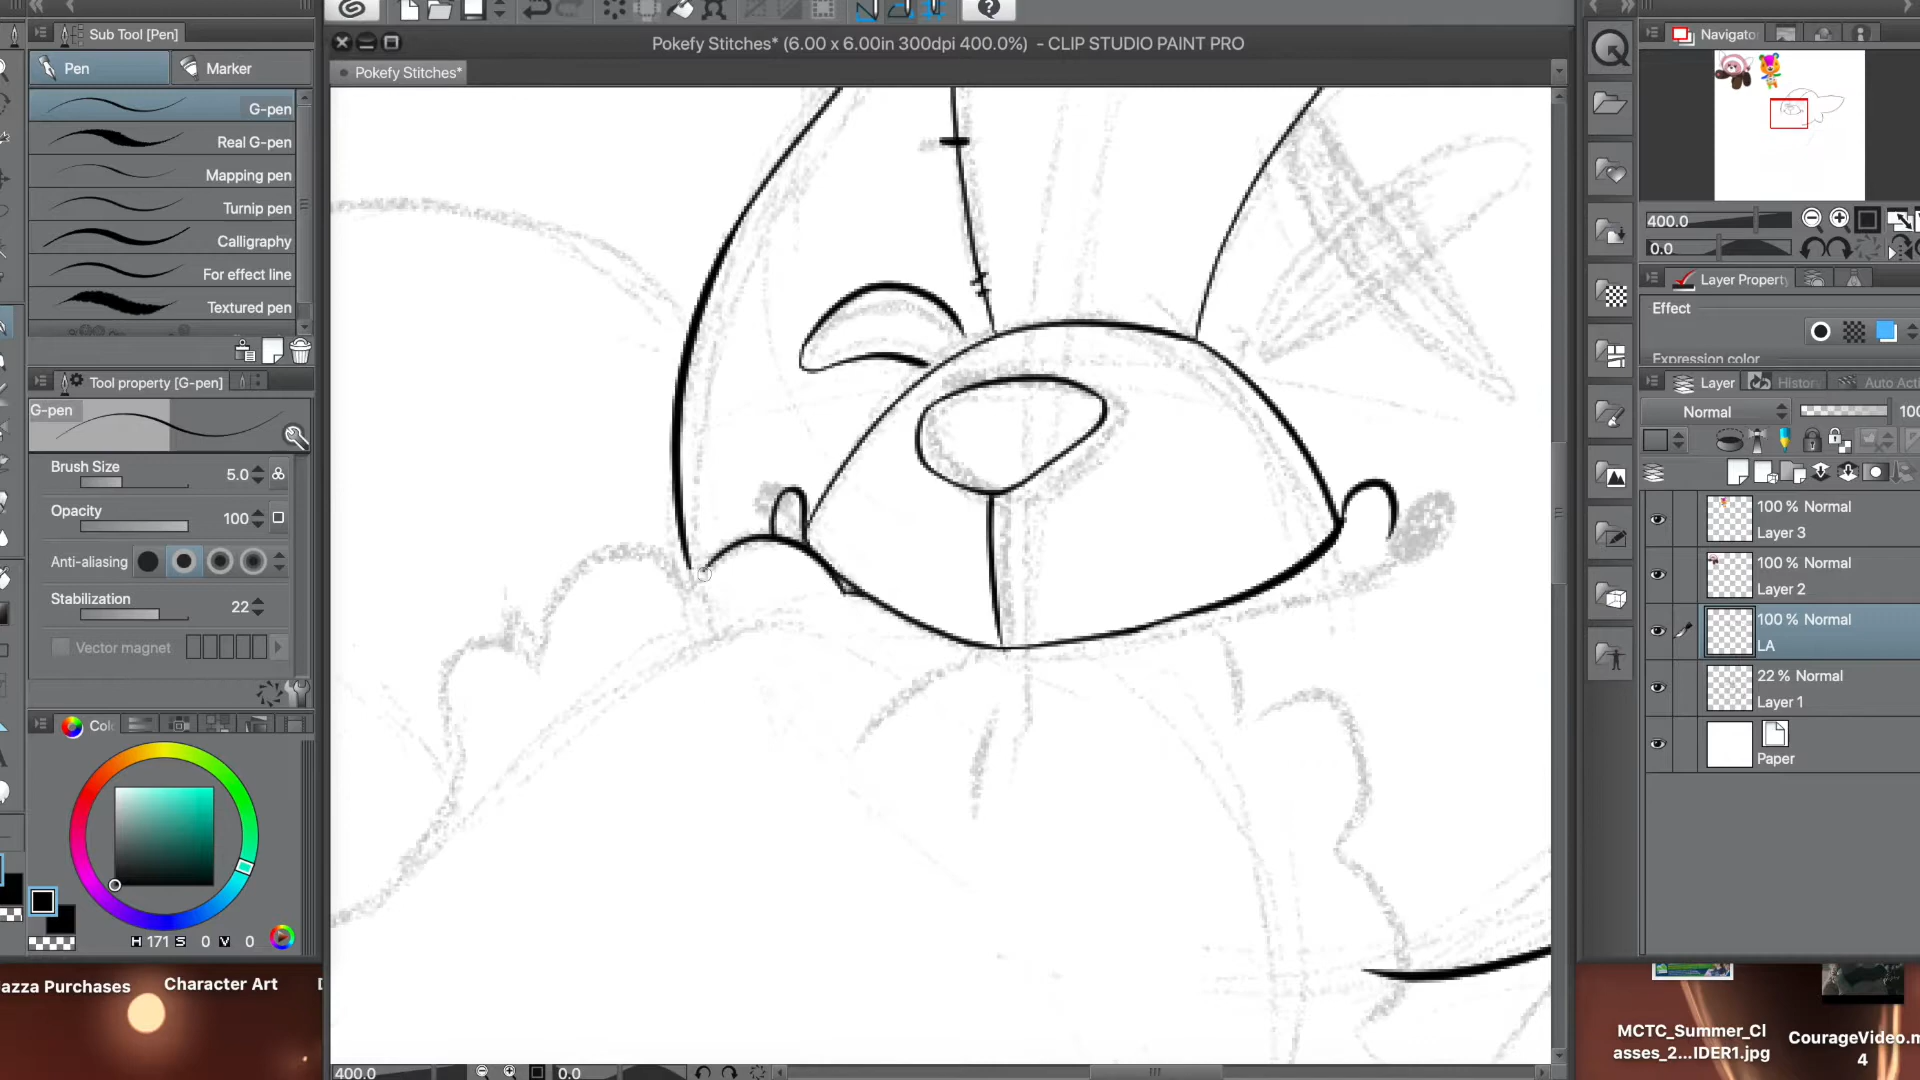 Sub Tool [Pen]
Pen
Marker
G-pen
Real G-pen
Mapping pen
Turnip pen
Calligraphy
For effect line
Textured pen
Tool property [G-pen]
G-pen
Brush Size
5.0
Opacity
100
Anti-aliasing
Stabilization
22
Vector magnet
Col
H 171 S 0 V 0
azza Purchases
Character Art
Pokefy Stitches* (6.00 x 6.00in 300dpi 400.0%) - CLIP STUDIO PAINT PRO
Pokefy Stitches*
400.0
0.0
Navigator
400.0
0.0
Layer Property
Effect
Expression color
Layer
History
Auto Acti
Normal
100
100 % Normal
Layer 3
100 % Normal
Layer 2
100 % Normal
LA
22 % Normal
Layer 1
Paper
MCTC_Summer_Cl
asses_2...IDER1.jpg
CourageVideo.m
4